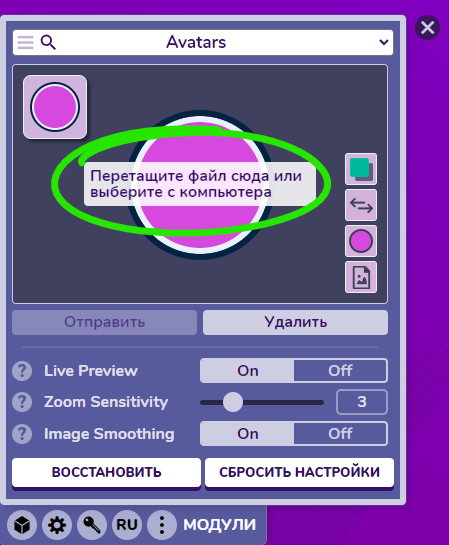 Avatars
Перетащите файл сюда или
выберите с компьютера
Отправить Удалить
? Live Preview On Off
? Zoom Sensitivity 3
? Image Smoothing On Off
ВОССТАНОВИТЬ СБРОСИТЬ НАСТРОЙКИ
RU МОДУЛИ